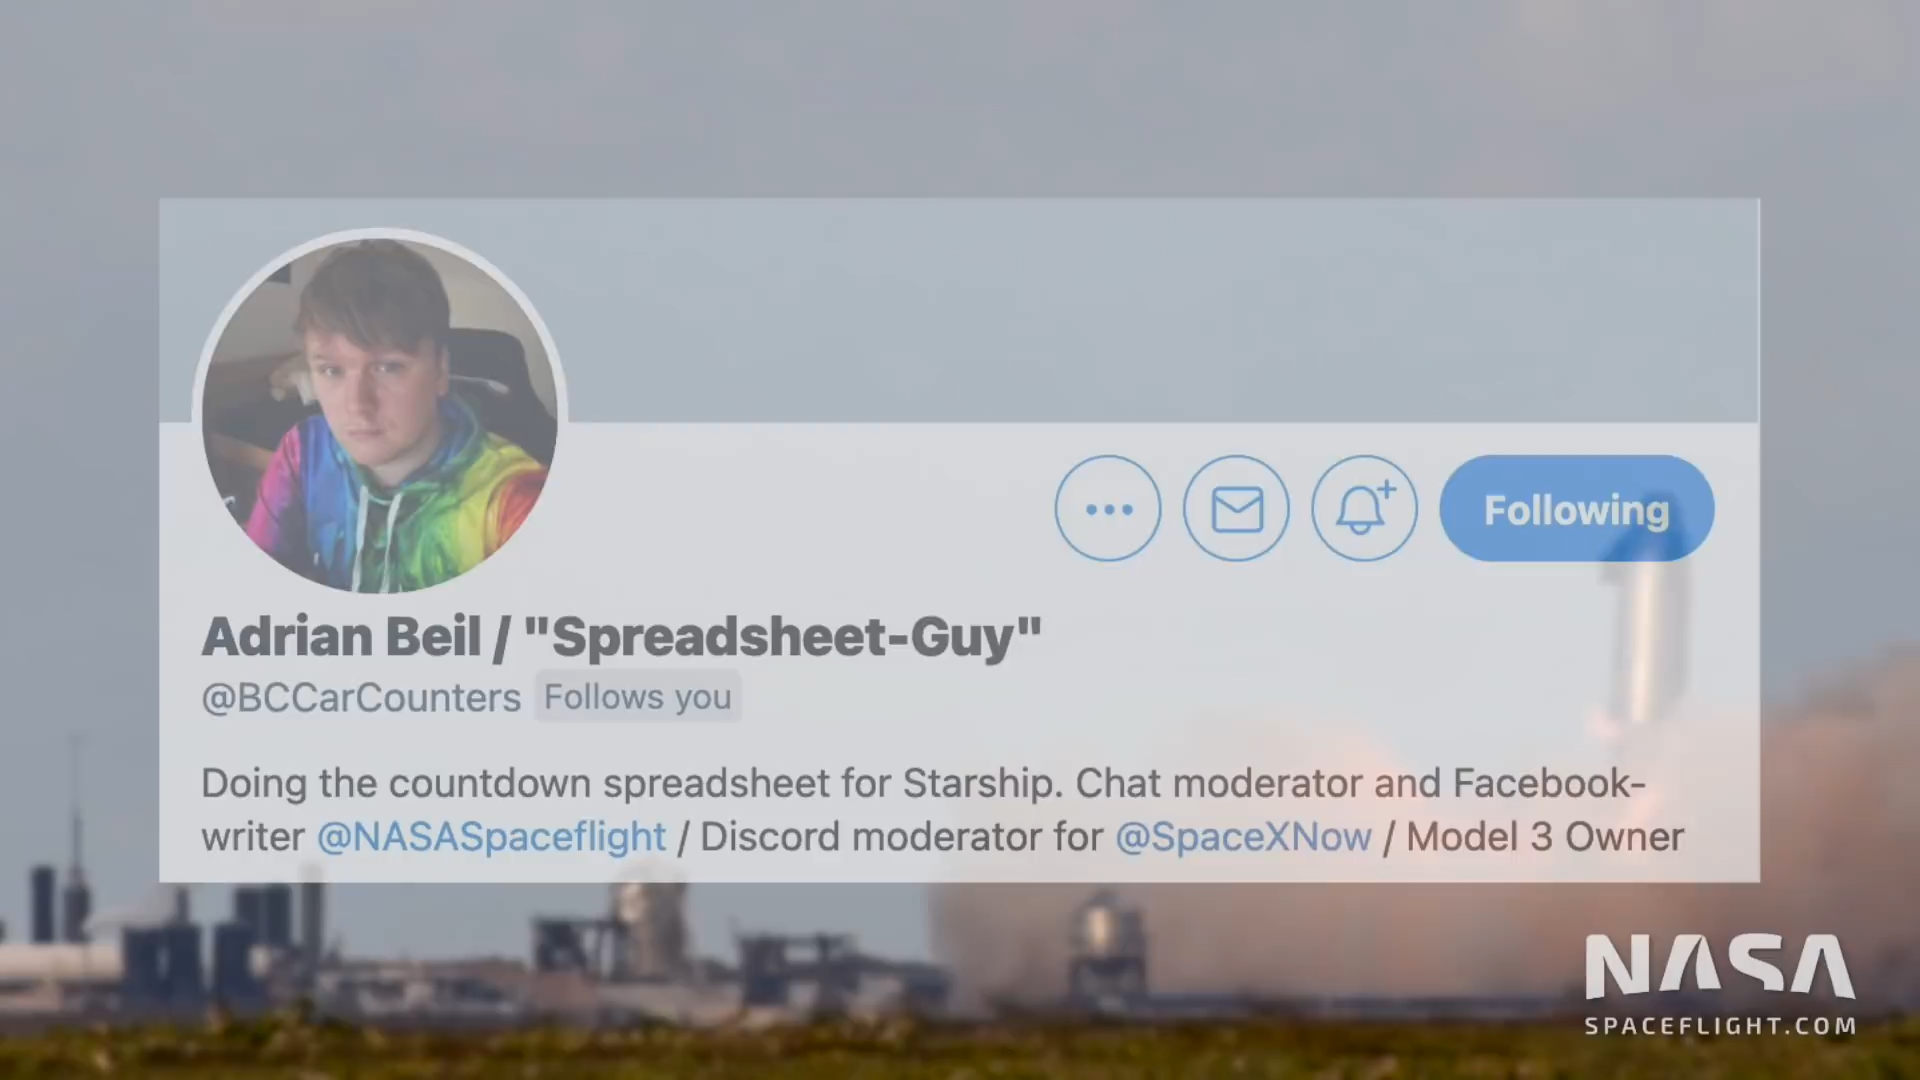 Following
Adrian Beil / "Spreadsheet-Guy"
@BCCarCounters Follows you
Doing the countdown spreadsheet for Starship. Chat moderator and Facebook-
writer @NASASpaceflight / Discord moderator for @SpaceXNow / Model 3 Owner
NASA
SPACEFLIGHT.COM